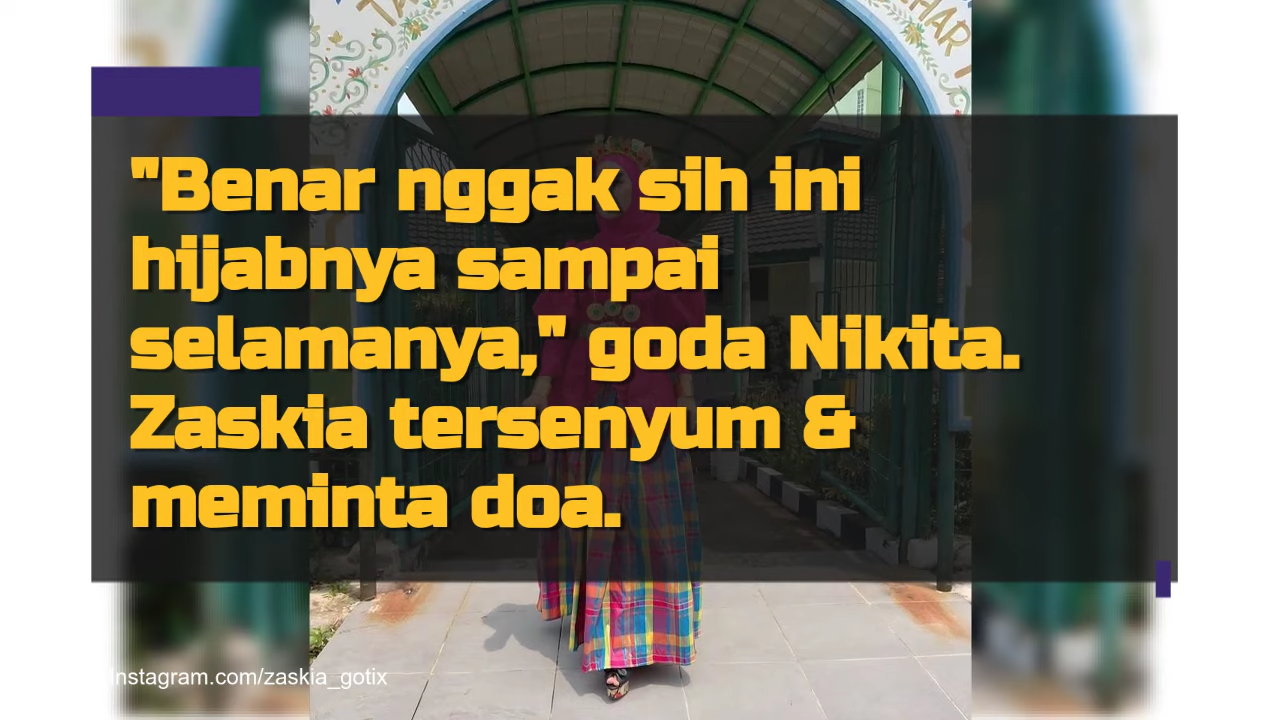 "Benar nggak sih ini
hijabnya sampai
selamanya," goda Nikita.
Zaskia tersenyum &
meminta doa.
Instagram.com/zaskia_gotix